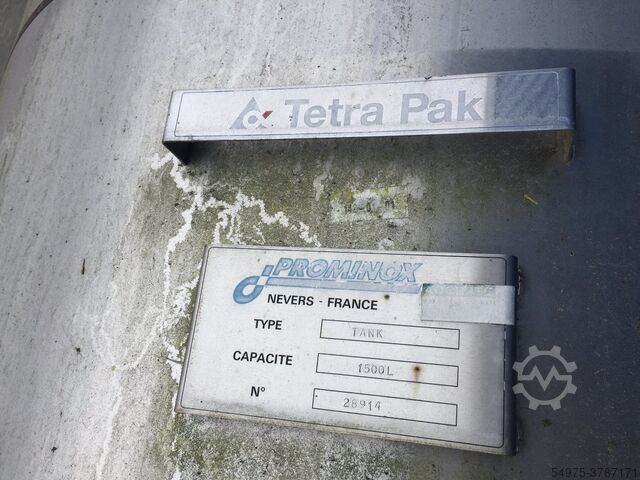 Tetra Pak
PROMINOX
NEVERS - FRANCE
TYPE TANK
CAPACITE 1500L
N° 28914
54975-3787171